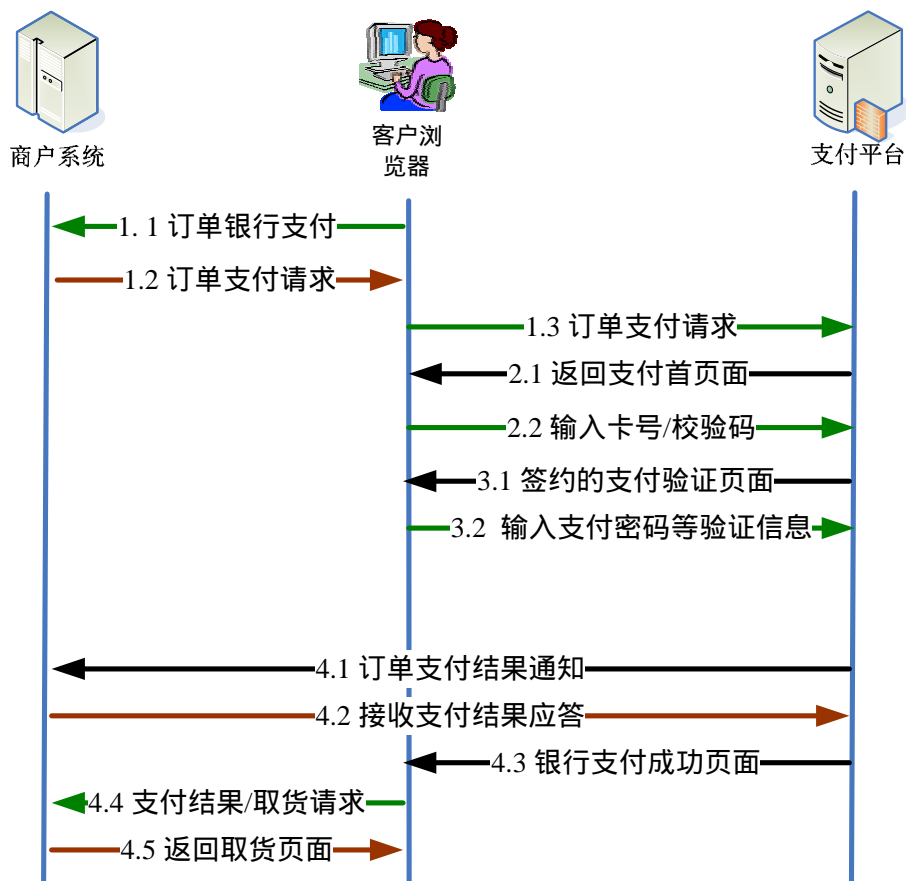 商户系统
客户浏
览器
支付平台
1. 1 订单银行支付
1.2 订单支付请求
1.3 订单支付请求
2.1 返回支付首页面
2.2 输入卡号/校验码
3.1 签约的支付验证页面
3.2 输入支付密码等验证信息
4.1 订单支付结果通知
4.2 接收支付结果应答
4.3 银行支付成功页面
4.4 支付结果/取货请求
4.5 返回取货页面